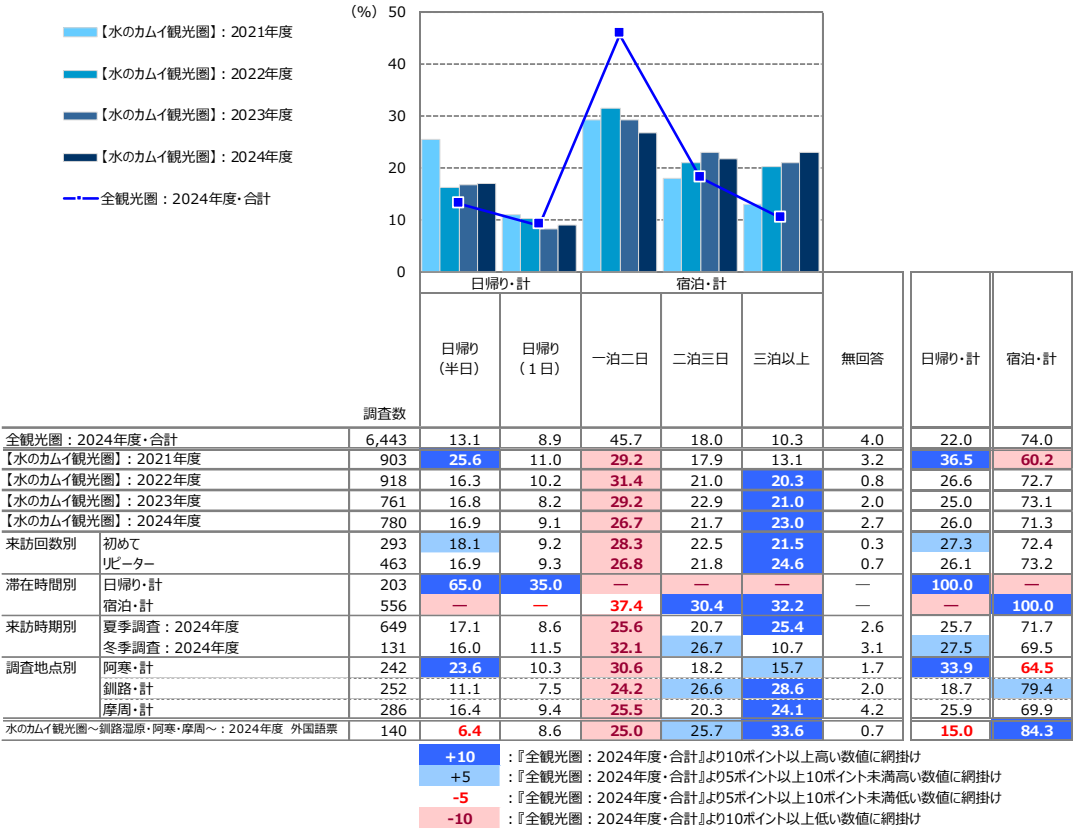 (%)
50
40
30
20
10
0
【水のカムイ観光圏】：2021年度
【水のカムイ観光圏】：2022年度
【水のカムイ観光圏】：2023年度
【水のカムイ観光圏】：2024年度
全観光圏：2024年度・合計
日帰り・計 宿泊・計
調査数 日帰り（半日） 日帰り（１日） 一泊二日 二泊三日 三泊以上 無回答 日帰り・計 宿泊・計
全観光圏：2024年度・合計 6,443 13.1 8.9 45.7 18.0 10.3 4.0 22.0 74.0
【水のカムイ観光圏】：2021年度 903 25.6 11.0 29.2 17.9 13.1 3.2 36.5 60.2
【水のカムイ観光圏】：2022年度 918 16.3 10.2 31.4 21.0 20.3 0.8 26.6 72.7
【水のカムイ観光圏】：2023年度 761 16.8 8.2 29.2 22.9 21.0 2.0 25.0 73.1
【水のカムイ観光圏】：2024年度 780 16.9 9.1 26.7 21.7 23.0 2.7 26.0 71.3
来訪回数別 初めて 293 18.1 9.2 28.3 22.5 21.5 0.3 27.3 72.4
リピーター 463 16.9 9.3 26.8 21.8 24.6 0.7 26.1 73.2
滞在時間別 日帰り・計 203 65.0 35.0 — — — — 100.0 —
宿泊・計 556 — — 37.4 30.4 32.2 — — 100.0
来訪時期別 夏季調査：2024年度 649 17.1 8.6 25.6 20.7 25.4 2.6 25.7 71.7
冬季調査：2024年度 131 16.0 11.5 32.1 26.7 10.7 3.1 27.5 69.5
調査地点別 阿寒・計 242 23.6 10.3 30.6 18.2 15.7 1.7 33.9 64.5
釧路・計 252 11.1 7.5 24.2 26.6 28.6 2.0 18.7 79.4
摩周・計 286 16.4 9.4 25.5 20.3 24.1 4.2 25.9 69.9
水のカムイ観光圏～釧路湿原・阿寒・摩周～：2024年度 外国語票 140 6.4 8.6 25.0 25.7 33.6 0.7 15.0 84.3
+10 ：『全観光圏：2024年度・合計』より10ポイント以上高い数値に網掛け
+5 ：『全観光圏：2024年度・合計』より5ポイント以上10ポイント未満高い数値に網掛け
-5 ：『全観光圏：2024年度・合計』より5ポイント以上10ポイント未満低い数値に網掛け
-10 ：『全観光圏：2024年度・合計』より10ポイント以上低い数値に網掛け